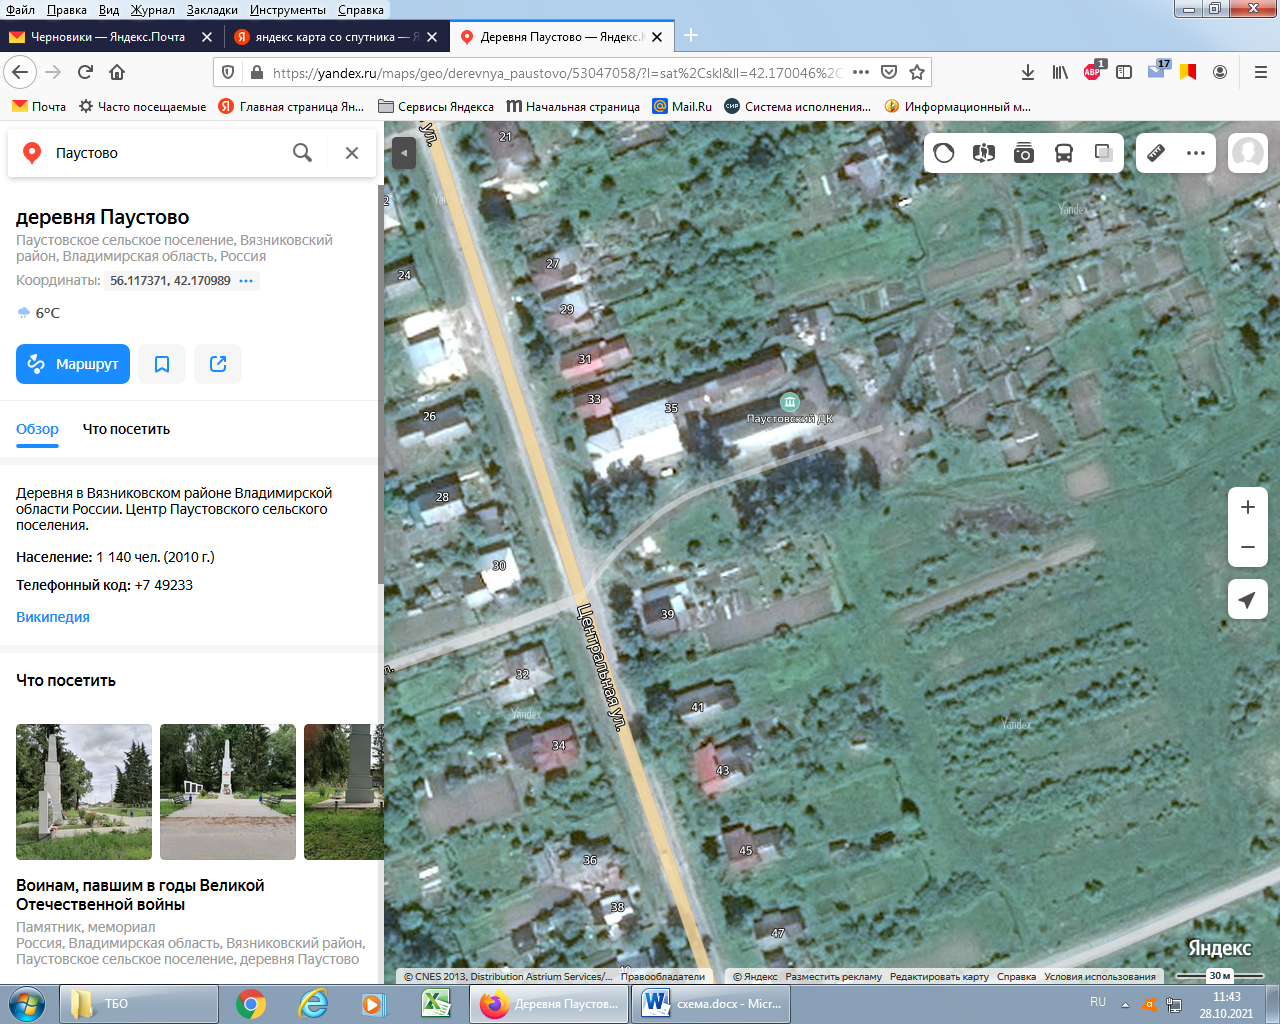 Файл Правка Вид Журнал Закладки Инструменты Справка
Черновики — Яндекс.Почта
яндекс карта со спутника — Я
Деревня Паустово — Яндекс.К
https://yandex.ru/maps/geo/derevnya_paustovo/53047058/?l=sat%2Cskl&ll=42.170046%2C
1
17
Почта Часто посещаемые Главная страница Ян... Сервисы Яндекса Начальная страница Mail.Ru Система исполнения... Информационный м...
Паустово
деревня Паустово
Паустовское сельское поселение, Вязниковский
район, Владимирская область, Россия
Координаты: 56.117371, 42.170989
6°C
Маршрут
Обзор Что посетить
Деревня в Вязниковском районе Владимирской
области России. Центр Паустовского сельского
поселения.
Население: 1 140 чел. (2010 г.)
Телефонный код: +7 49233
Википедия
Что посетить
Воинам, павшим в годы Великой
Отечественной войны
Памятник, мемориал
Россия, Владимирская область, Вязниковский район,
Паустовское сельское поселение, деревня Паустово
ул.
21
2
24
27
29
31
33
35
Паустовский ДК
26
28
30
39
Центральная ул.
32
41
34
43
45
36
38
47
Yandex
Yandex
Yandex
Яндекс
© CNES 2013, Distribution Astrium Services/... Правообладатели
© Яндекс Разместить рекламу Редактировать карту Справка Условия использования
30 м
ТБО
Деревня Паустов...
схема.docx - Micr...
RU
11:43
28.10.2021